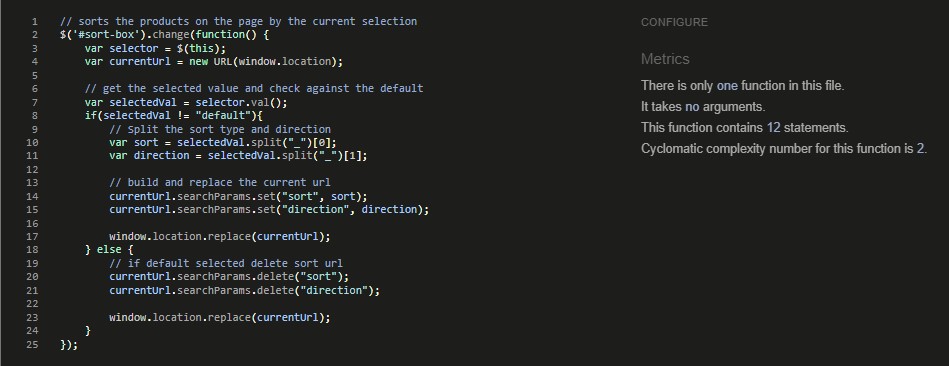 1 // sorts the products on the page by the current selection
2 $('#sort-box').change(function() {
3     var selector = $(this);
4     var currentUrl = new URL(window.location);
5
6     // get the selected value and check against the default
7     var selectedVal = selector.val();
8     if(selectedVal != "default"){
9         // Split the sort type and direction
10         var sort = selectedVal.split("_")[0];
11         var direction = selectedVal.split("_")[1];
12
13         // build and replace the current url
14         currentUrl.searchParams.set("sort", sort);
15         currentUrl.searchParams.set("direction", direction);
16
17         window.location.replace(currentUrl);
18     } else {
19         // if default selected delete sort url
20         currentUrl.searchParams.delete("sort");
21         currentUrl.searchParams.delete("direction");
22
23         window.location.replace(currentUrl);
24     }
25 });
CONFIGURE
Metrics
There is only one function in this file.
It takes no arguments.
This function contains 12 statements.
Cyclomatic complexity number for this function is 2.